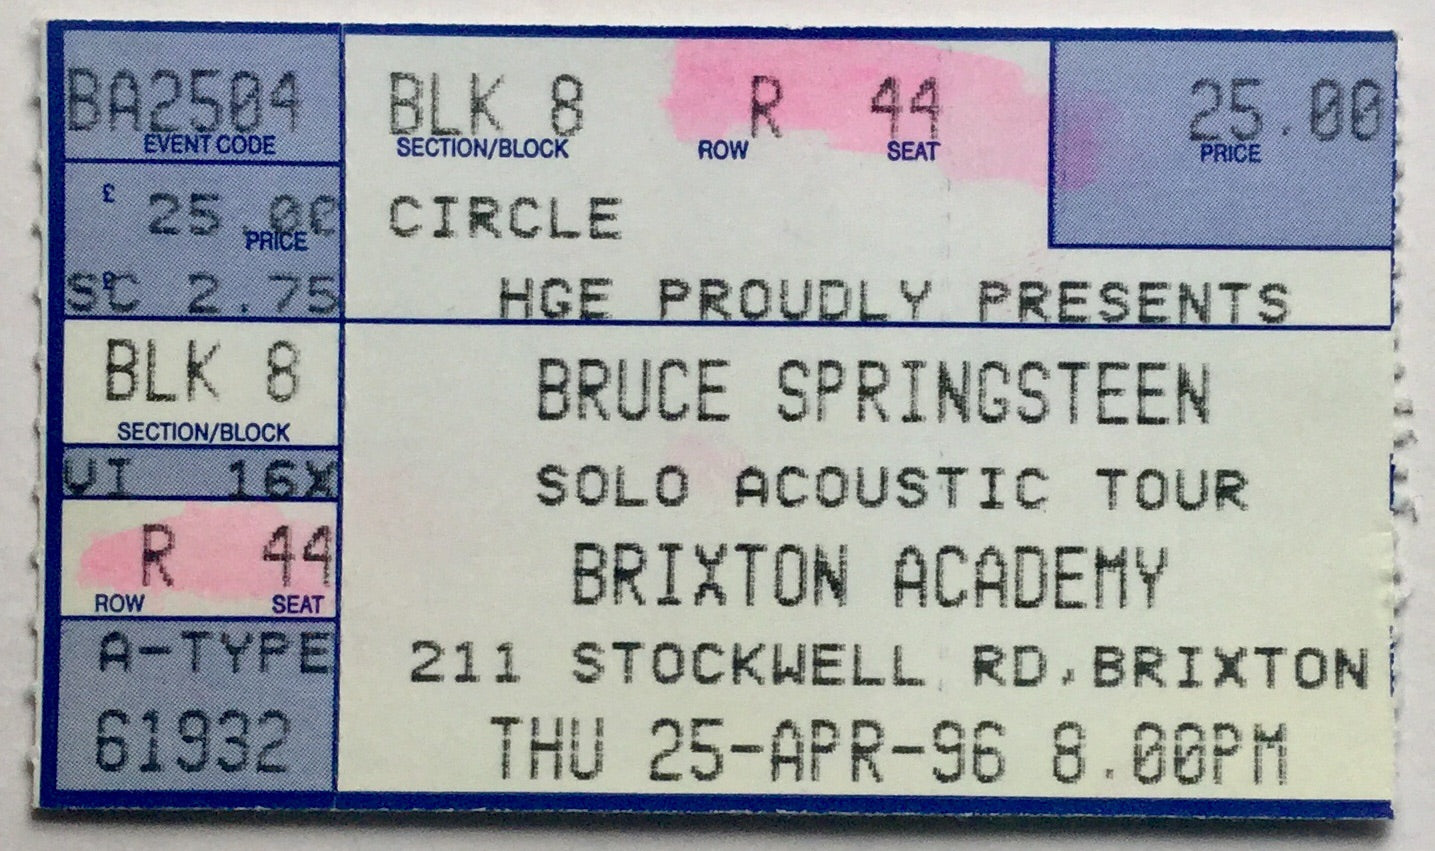 BA2504
EVENT CODE
£ 25.00
PRICE
£
SC 2.75
BLK 8
SECTION/BLOCK
VI 16X
R 44
ROW SEAT
A-TYPE
61932
BLK 8 R 44 25.00
SECTION/BLOCK ROW SEAT PRICE
CIRCLE
HGE PROUDLY PRESENTS
BRUCE SPRINGSTEEN
SOLO ACOUSTIC TOUR
BRIXTON ACADEMY
211 STOCKWELL RD,BRIXTON
THU 25-APR-96 8.00PM